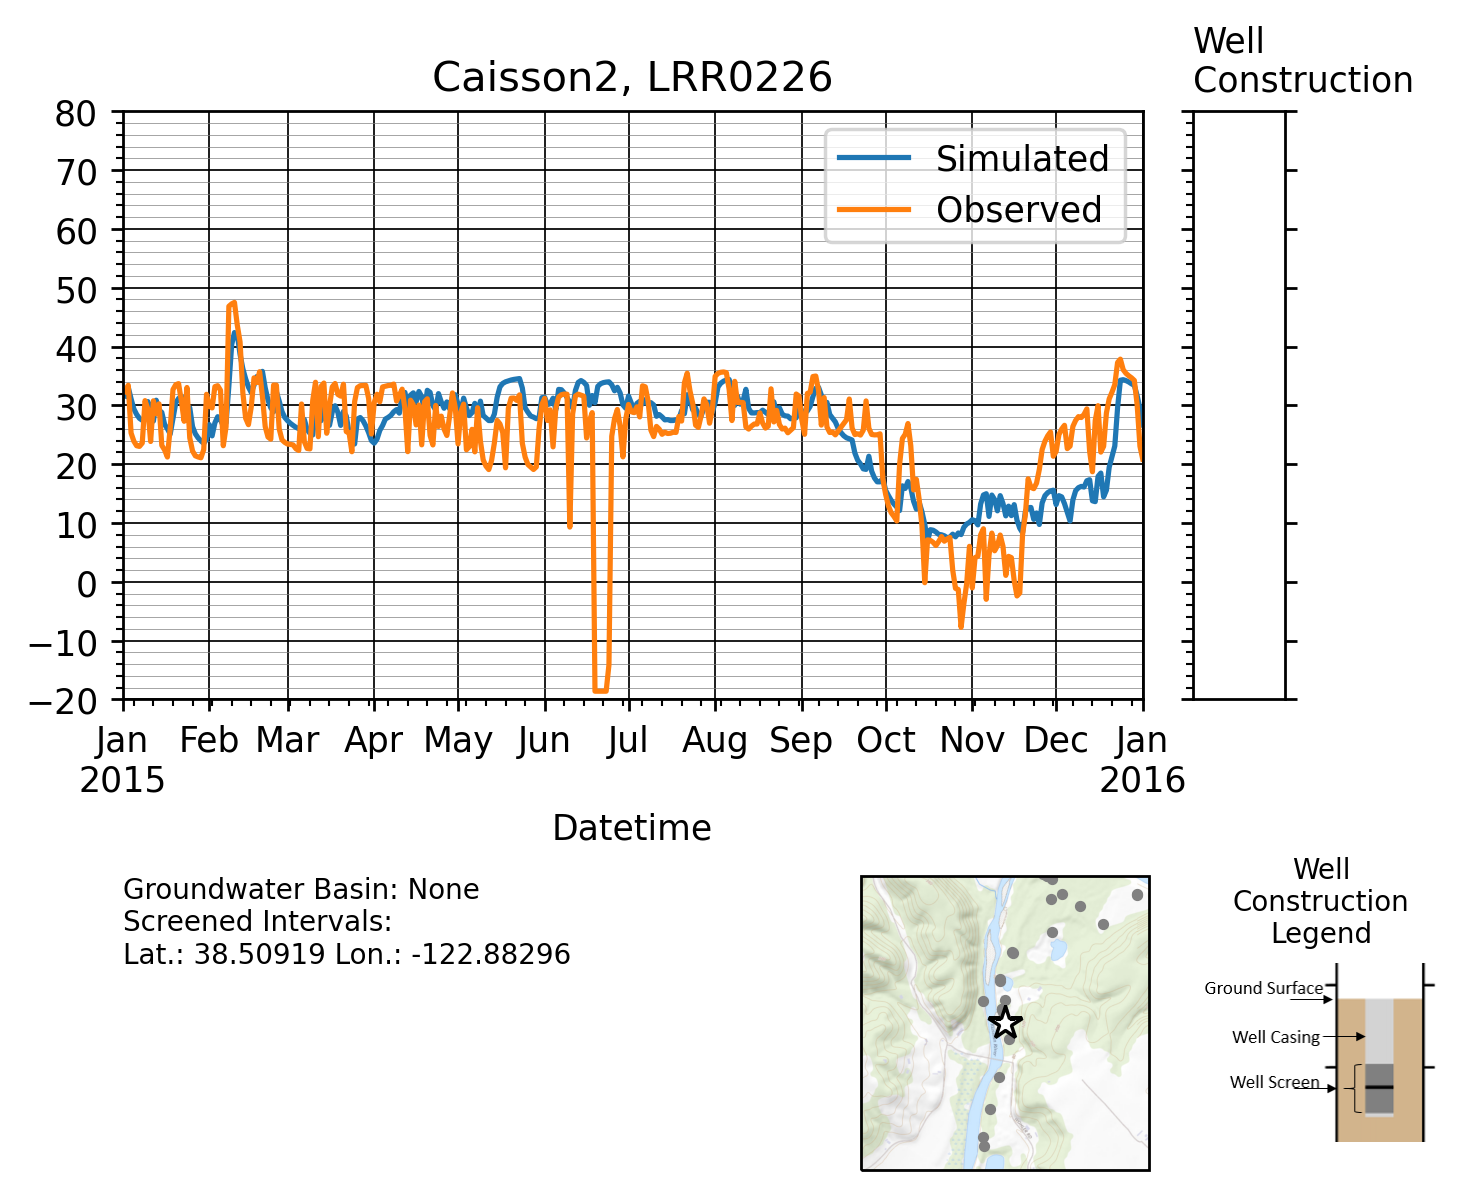 Well
Construction
Caisson2, LRR0226
80
70
60
50
40
30
20
10
0
−10
−20
Simulated
Observed
Jan Feb Mar Apr May Jun Jul Aug Sep Oct Nov Dec Jan
2015 2016
Datetime
Groundwater Basin: None
Screened Intervals:
Lat.: 38.50919 Lon.: -122.88296
Well
Construction
Legend
Ground Surface
Well Casing
Well Screen